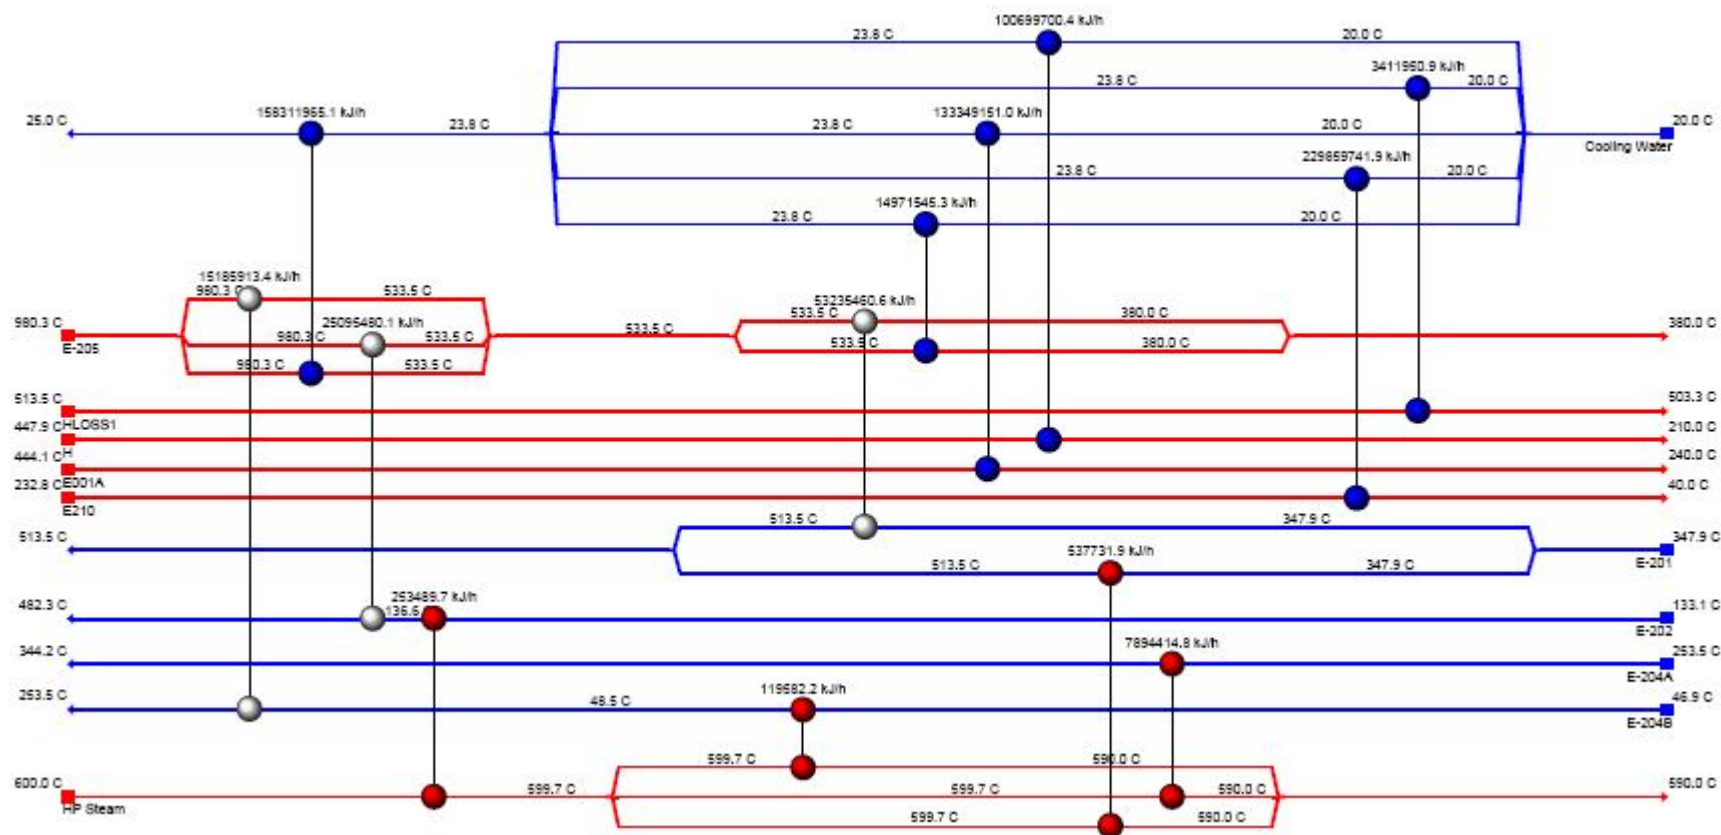 100699700.4 kJ/h
23.8 C 20.0 C
3411950.9 kJ/h
23.8 C 20.0 C
25.0 C 158311965.1 kJ/h 23.8 C 23.8 C 133349151.0 kJ/h 20.0 C 20.0 C
Cooling Water
229859741.9 kJ/h
23.8 C 20.0 C
14971545.3 kJ/h
23.8 C 20.0 C
15185913.4 kJ/h
980.3 C 533.5 C
53235460.6 kJ/h
533.5 C 380.0 C
980.3 C 25095480.1 kJ/h 533.5 C 380.0 C
E-205 980.3 C 533.5 C
533.5 C 380.0 C
980.3 C 533.5 C
513.5 C 503.3 C
HLOSS1
447.9 C 210.0 C
H
444.1 C 240.0 C
E001A
232.8 C 40.0 C
E210
513.5 C 347.9 C
513.5 C 347.9 C
537731.9 kJ/h E-201
513.5 C 347.9 C
253489.7 kJ/h
482.3 C 136.6 133.1 C
E-202
7894414.8 kJ/h
344.2 C 253.5 C
E-204A
119582.2 kJ/h
253.5 C 48.5 C 46.9 C
E-204B
599.7 C 590.0 C
600.0 C 599.7 C 599.7 C 590.0 C 590.0 C
HP Steam
599.7 C 590.0 C